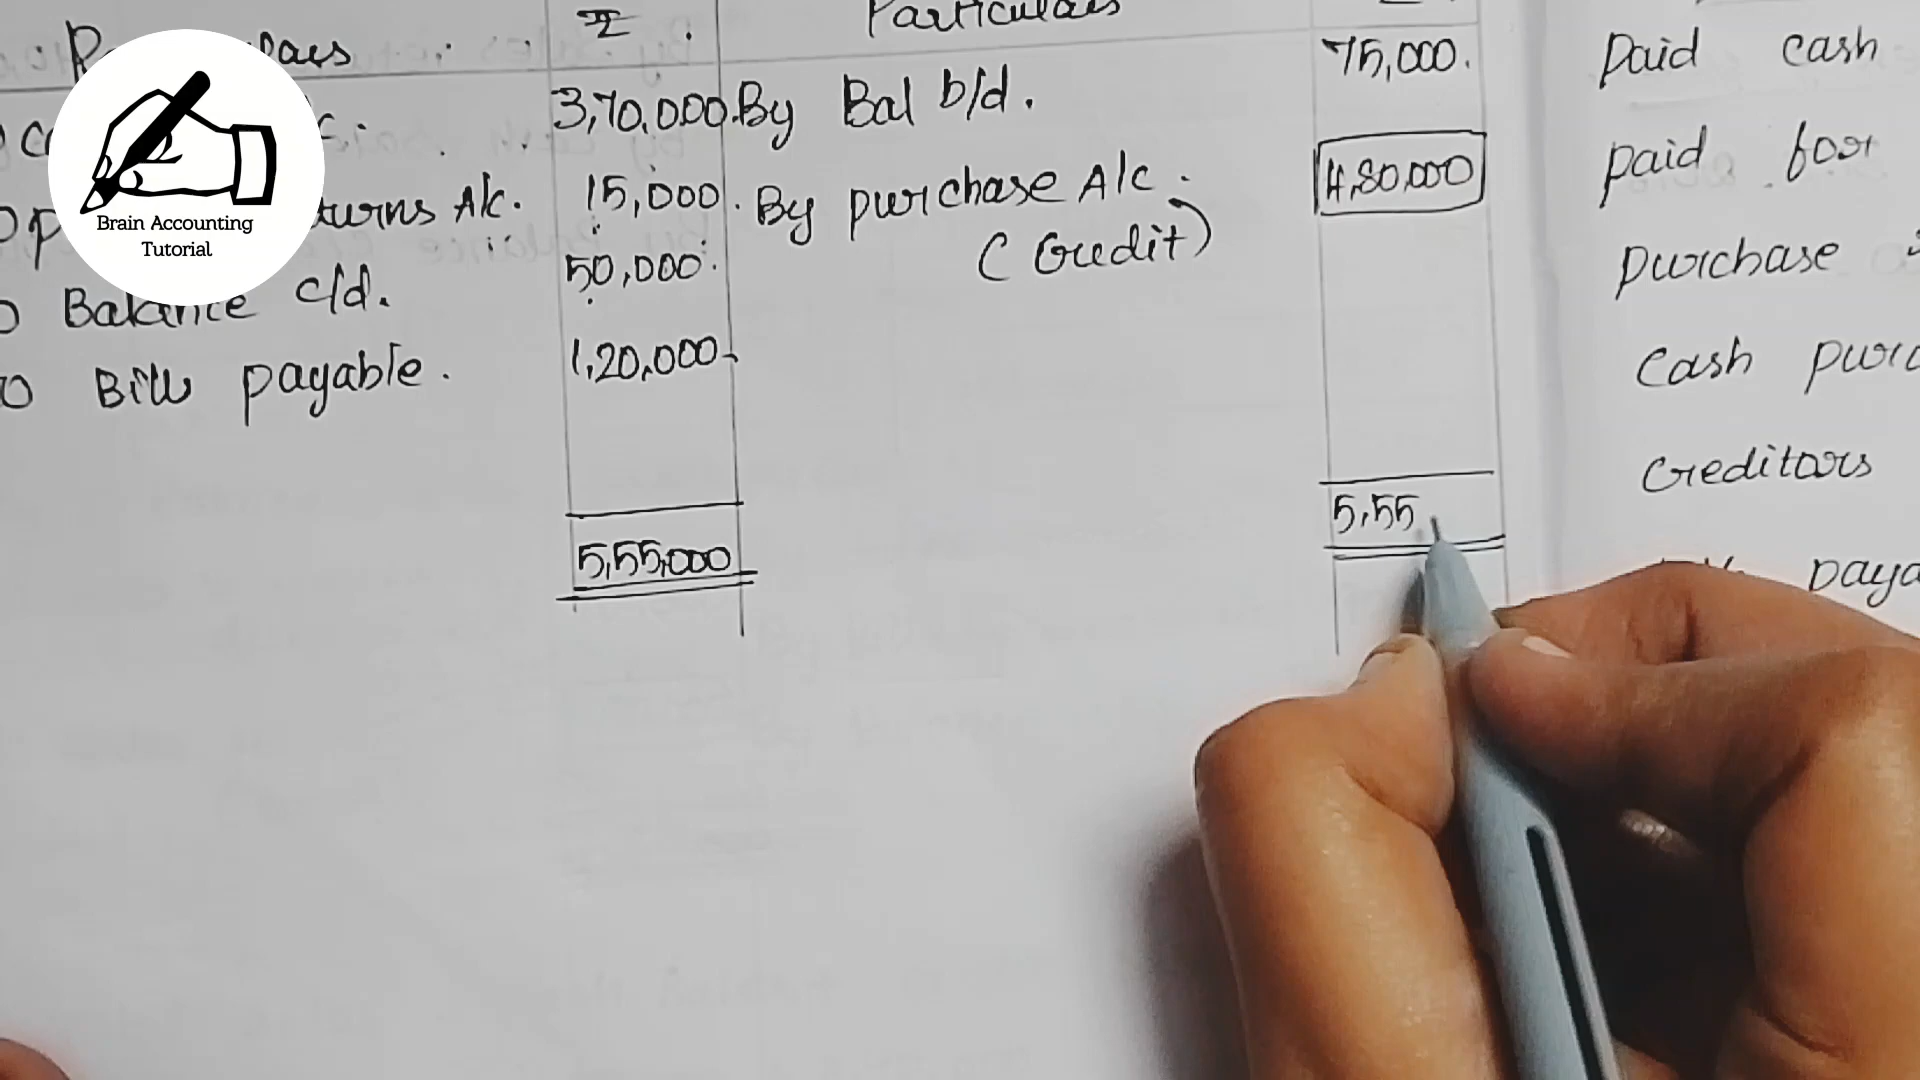 ₹ . Particulars
3,70,000. By Bal b/d. 75,000.
turns A/c. 15,000. By purchase A/c. 4,80,000
(Credit)
Balance c/d. 50,000.
To Bill payable. 1,20,000
5,55,000 5,55
Paid cash
paid for
purchase
Cash
Creditors
Brain Accounting
Tutorial